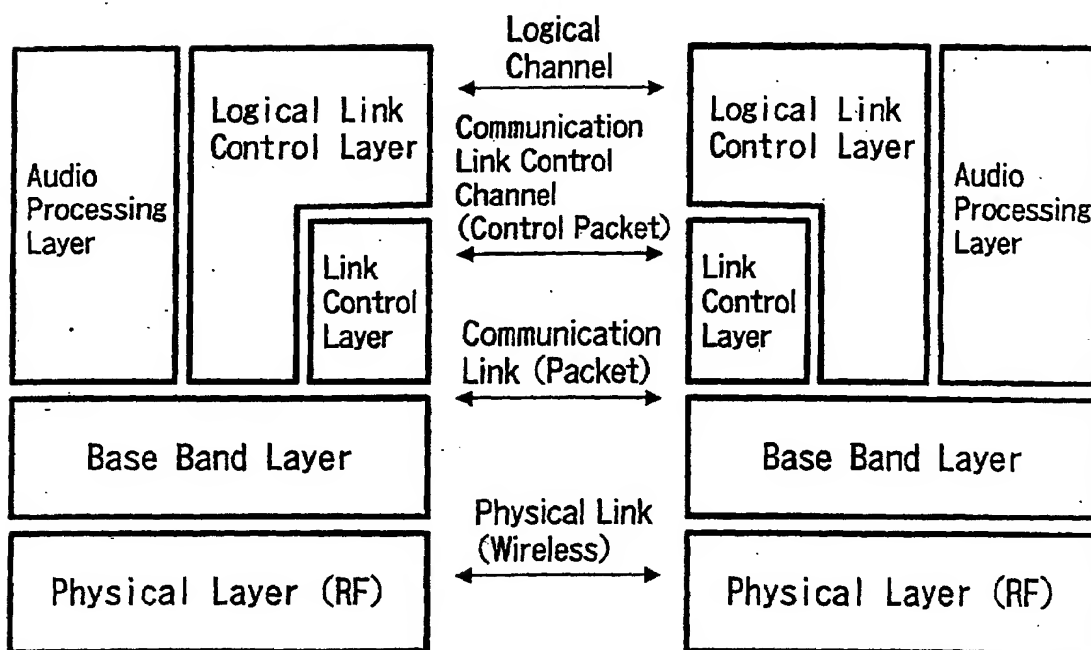 Audio
Processing
Layer
Logical Link
Control Layer
Link
Control
Layer
Base Band Layer
Physical Layer (RF)
Logical
Channel
Communication
Link Control
Channel
(Control Packet)
Communication
Link (Packet)
Physical Link
(Wireless)
Logical Link
Control Layer
Link
Control
Layer
Audio
Processing
Layer
Base Band Layer
Physical Layer (RF)